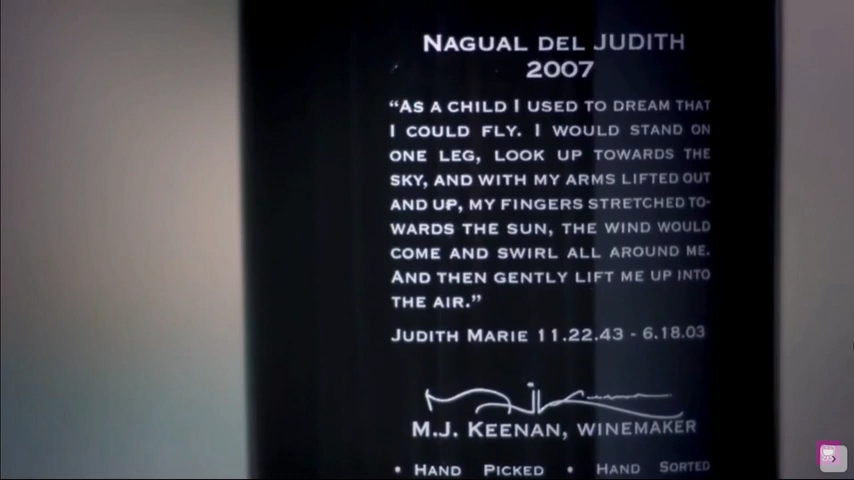 NAGUAL DEL JUDITH
2007
“AS A CHILD I USED TO DREAM THAT
I COULD FLY. I WOULD STAND ON
ONE LEG, LOOK UP TOWARDS THE
SKY, AND WITH MY ARMS LIFTED OUT
AND UP, MY FINGERS STRETCHED TO-
WARDS THE SUN, THE WIND WOULD
COME AND SWIRL ALL AROUND ME.
AND THEN GENTLY LIFT ME UP INTO
THE AIR.”
JUDITH MARIE 11.22.43 - 6.18.03
M.J. KEENAN, WINEMAKER
• HAND PICKED • HAND SORTED